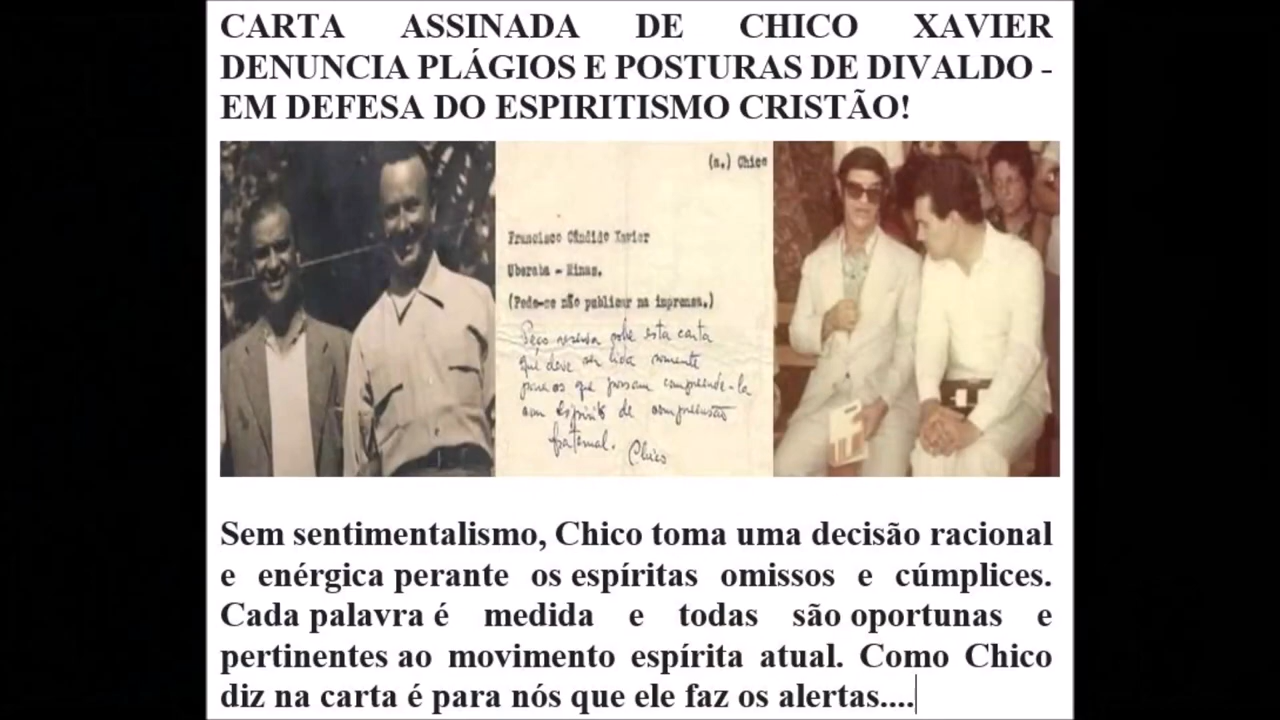 CARTA ASSINADA DE CHICO XAVIER
DENUNCIA PLÁGIOS E POSTURAS DE DIVALDO -
EM DEFESA DO ESPIRITISMO CRISTÃO!
(a.) Chico
Francisco Cândido Xavier
Uberaba - Minas.
(Pede-se não publicar na imprensa.)
Peço reserva sobre esta carta
que deve ser lida somente
para os que possam compreende-la
com espírito de compreensão
fraternal. Chico
Sem sentimentalismo, Chico toma uma decisão racional
e enérgica perante os espíritas omissos e cúmplices.
Cada palavra é medida e todas são oportunas e
pertinentes ao movimento espírita atual. Como Chico
diz na carta é para nós que ele faz os alertas....